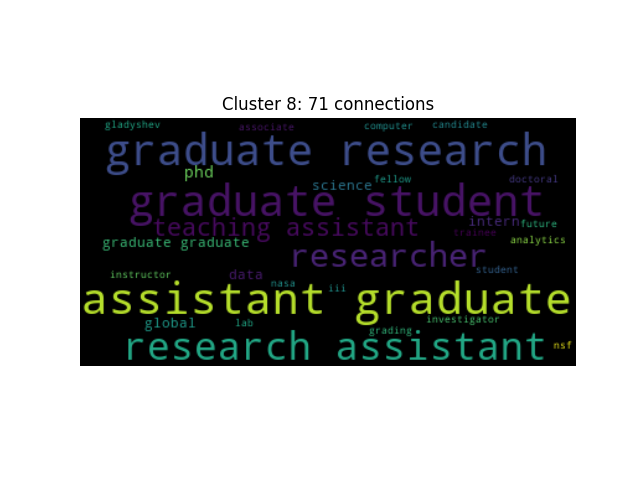 Cluster 8: 71 connections
gladyshev associate computer candidate
graduate research
phd
science fellow doctoral
graduate student
teaching assistant intern future
trainee
graduate graduate researcher analytics
student
instructor data
nasa iii
assistant graduate
global lab investigator
grading
research assistant nsf